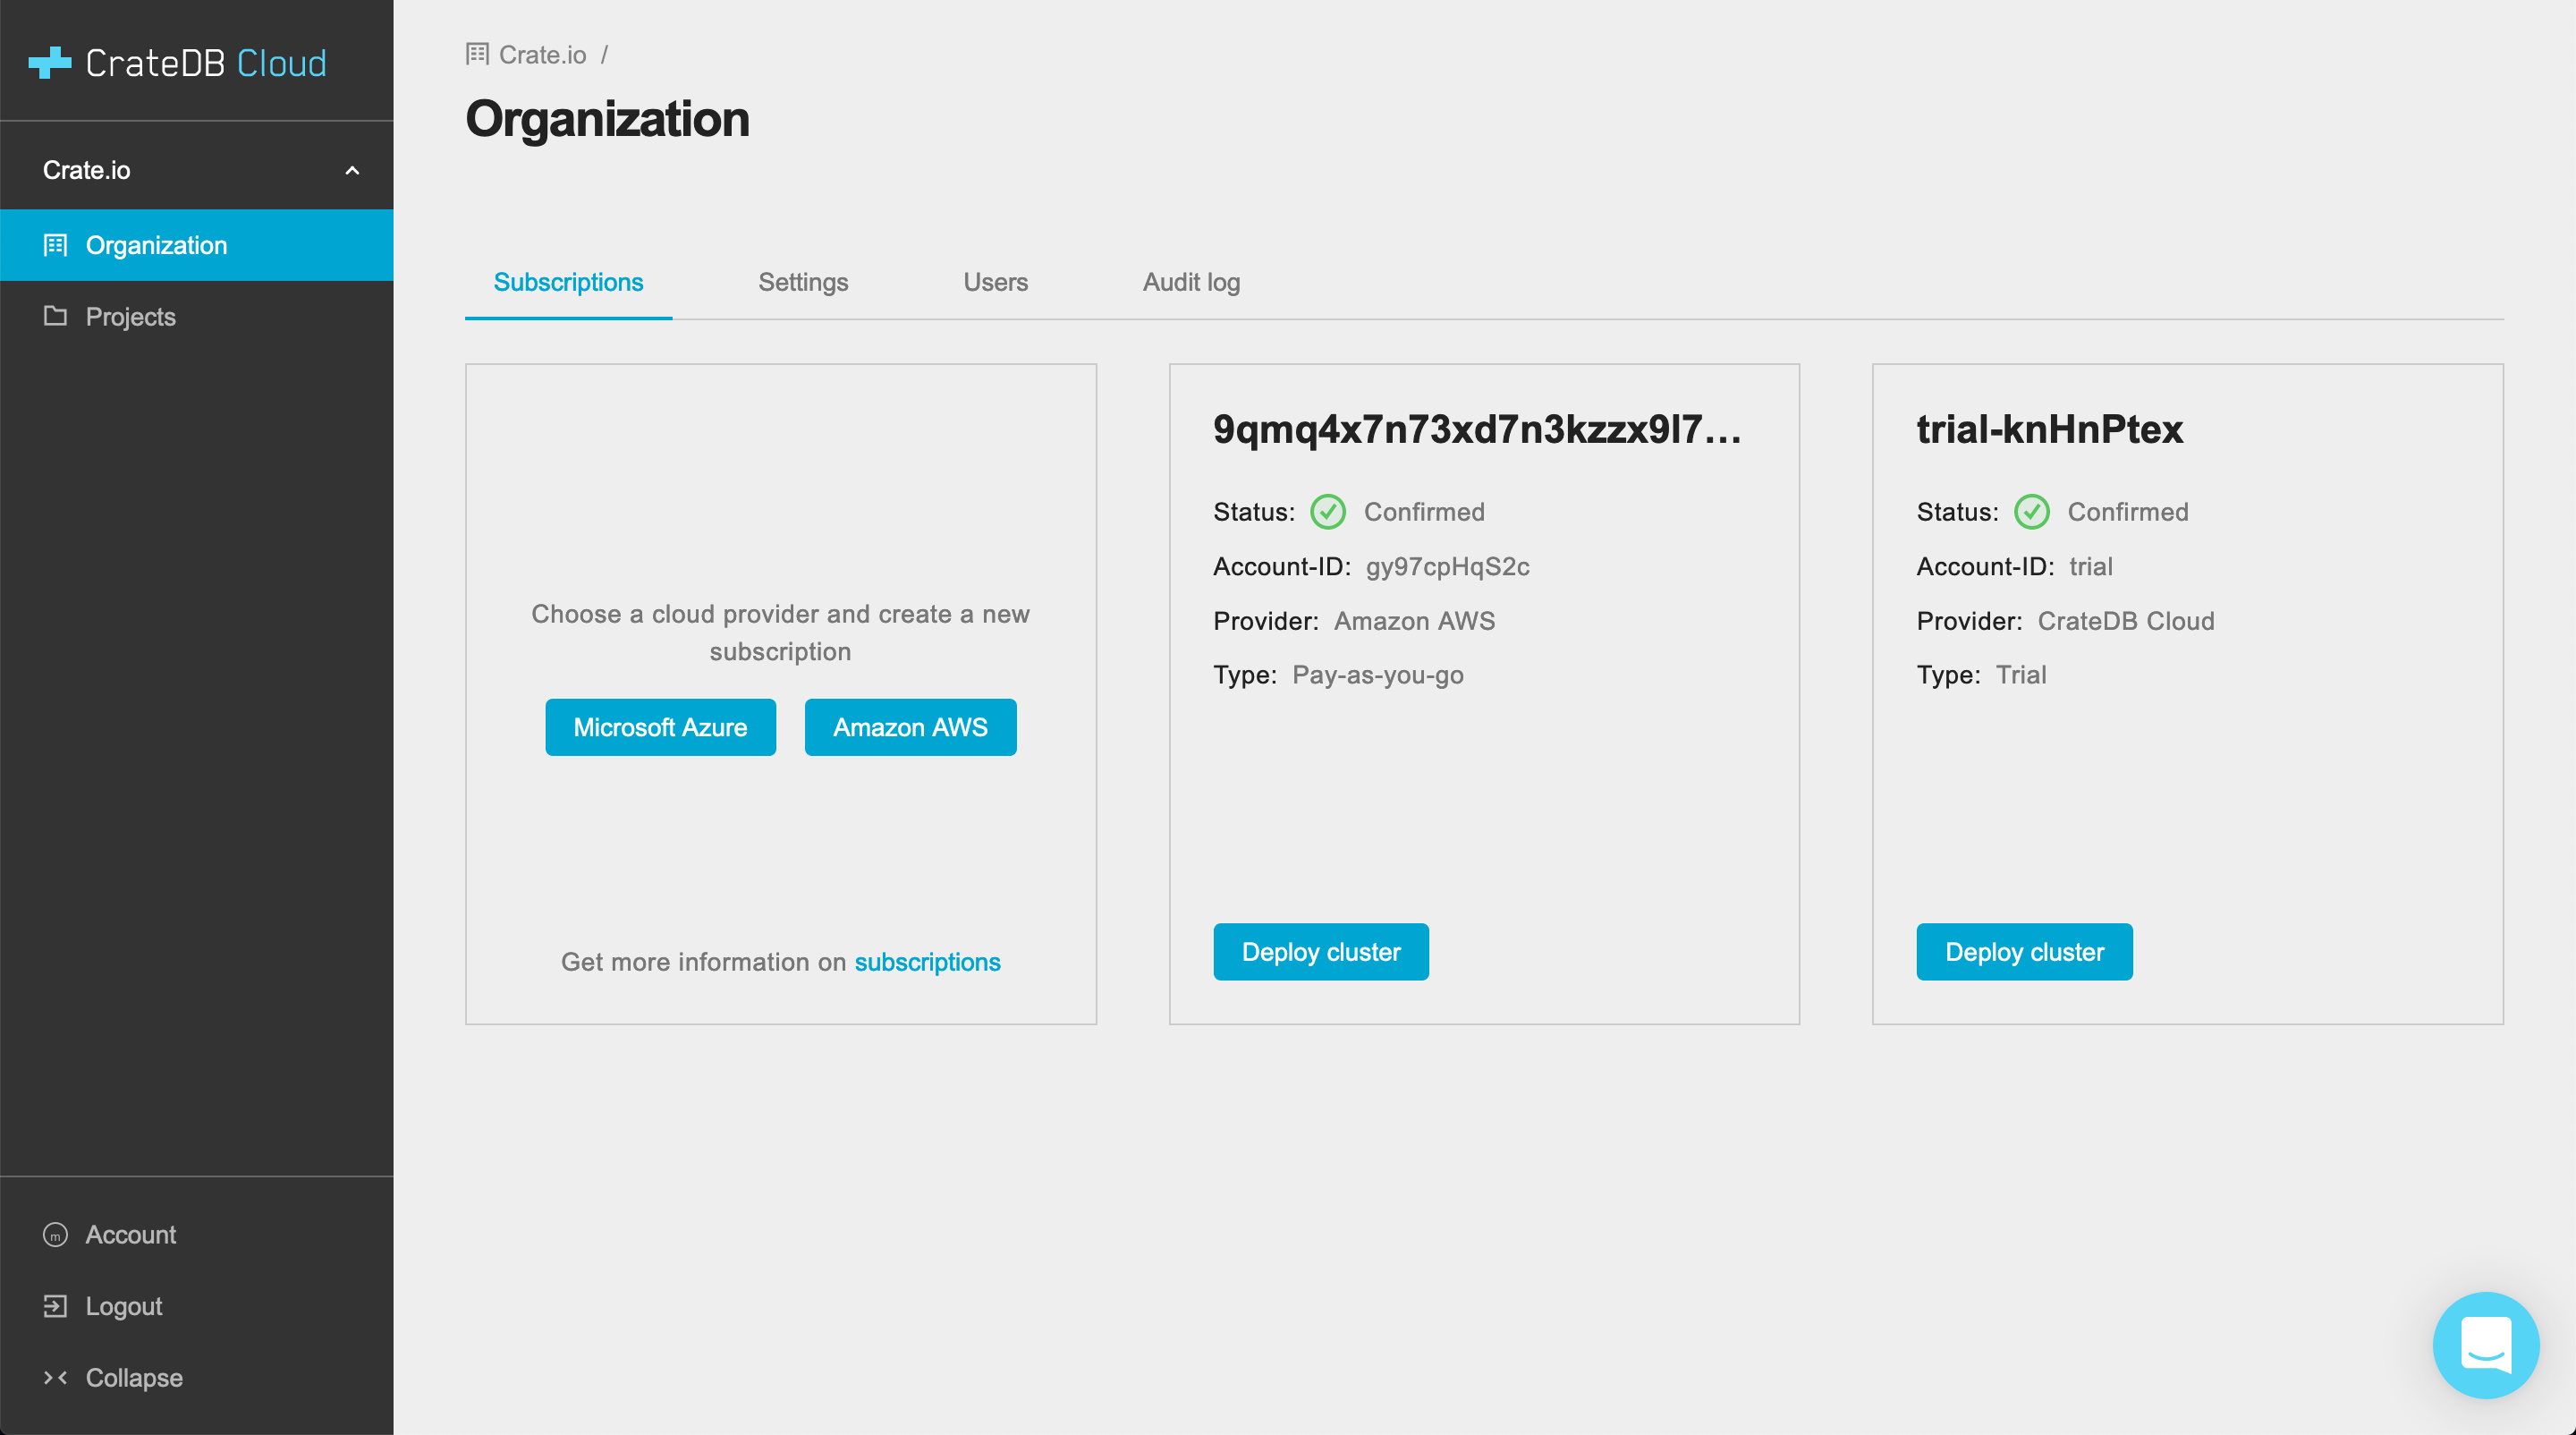 CrateDB Cloud
Crate.io
Organization
Projects
Account
Logout
Collapse
Crate.io /
Organization
Subscriptions
Settings
Users
Audit log
Choose a cloud provider and create a new
subscription
Microsoft Azure
Amazon AWS
Get more information on subscriptions
9qmq4x7n73xd7n3kzzx9l7...
Status: Confirmed
Account-ID: gy97cpHqS2c
Provider: Amazon AWS
Type: Pay-as-you-go
Deploy cluster
trial-knHnPtex
Status: Confirmed
Account-ID: trial
Provider: CrateDB Cloud
Type: Trial
Deploy cluster